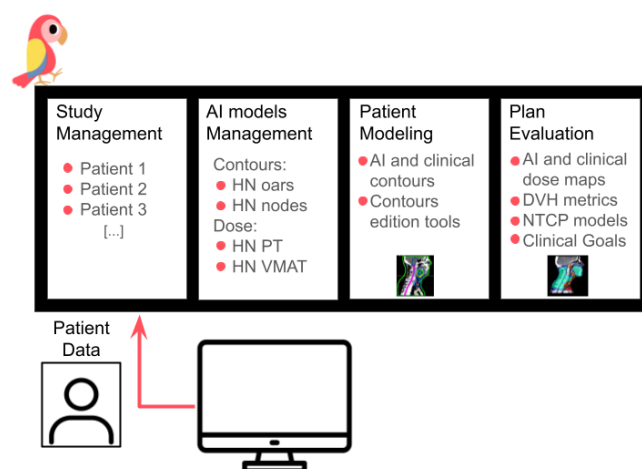 Study
Management
Patient 1
Patient 2
Patient 3
[...]
AI models
Management
Contours:
HN oars
HN nodes
Dose:
HN PT
HN VMAT
Patient
Modeling
AI and clinical
contours
Contours
edition tools
Plan
Evaluation
AI and clinical
dose maps
DVH metrics
NTCP models
Clinical Goals
Patient
Data